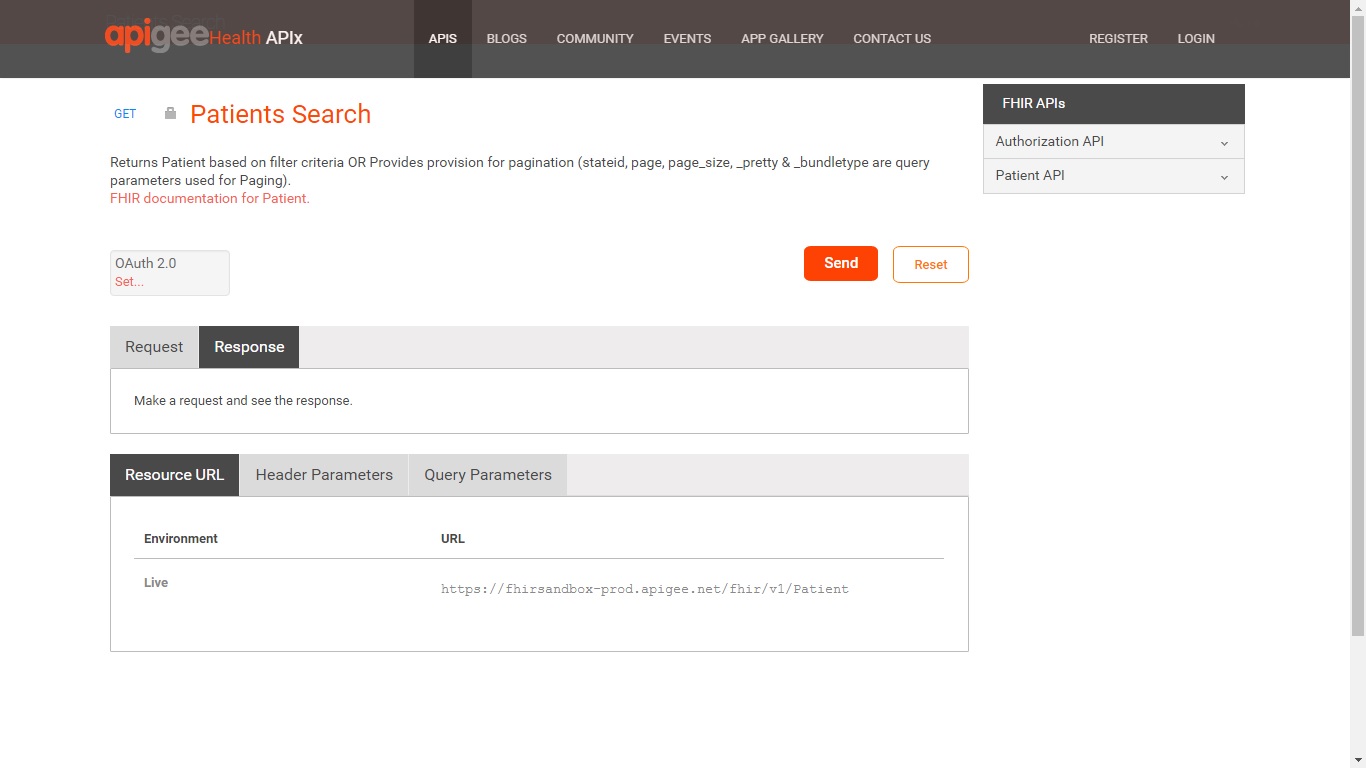 Patients Search
apigee Health APIx
APIS BLOGS COMMUNITY EVENTS APP GALLERY CONTACT US REGISTER LOGIN
GET Patients Search
Returns Patient based on filter criteria OR Provides provision for pagination (stateid, page, page_size, _pretty & _bundletype are query
parameters used for Paging).
FHIR documentation for Patient.
FHIR APIs
Authorization API
Patient API
OAuth 2.0
Set...
Send Reset
Request Response
Make a request and see the response.
Resource URL Header Parameters Query Parameters
Environment URL
Live https://fhirsandbox-prod.apigee.net/fhir/v1/Patient